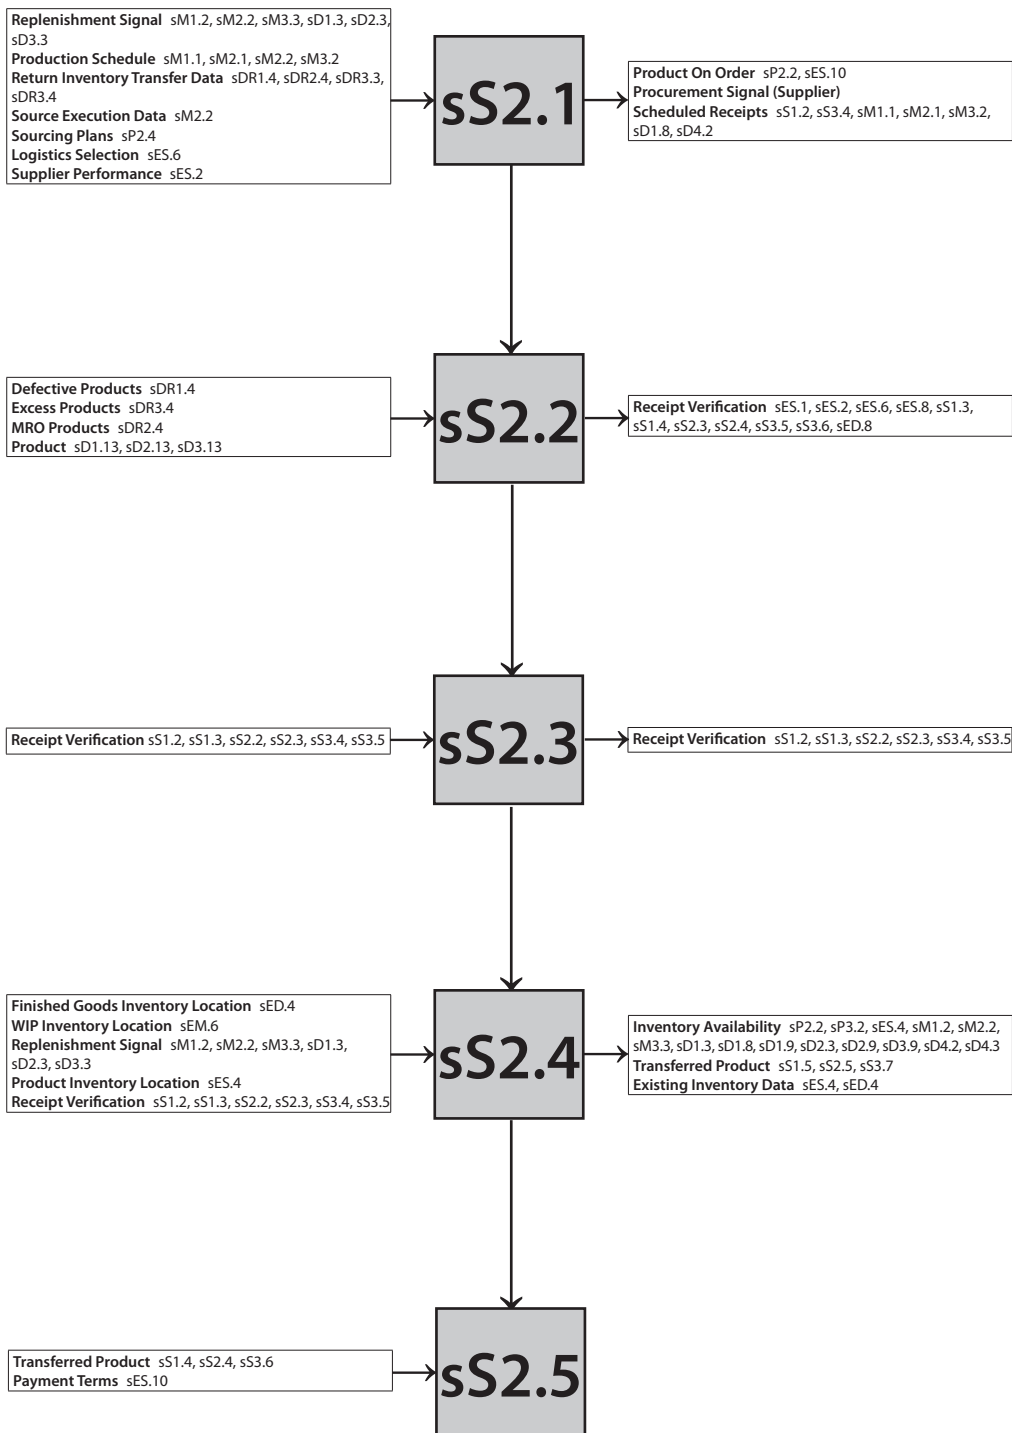 Replenishment Signal sM1.2, sM2.2, sM3.3, sD1.3, sD2.3,
sD3.3
Production Schedule sM1.1, sM2.1, sM2.2, sM3.2
Return Inventory Transfer Data sDR1.4, sDR2.4, sDR3.3,
sDR3.4
Source Execution Data sM2.2
Sourcing Plans sP2.4
Logistics Selection sES.6
Supplier Performance sES.2
sS2.1
Product On Order sP2.2, sES.10
Procurement Signal (Supplier)
Scheduled Receipts sS1.2, sS3.4, sM1.1, sM2.1, sM3.2,
sD1.8, sD4.2
Defective Products sDR1.4
Excess Products sDR3.4
MRO Products sDR2.4
Product sD1.13, sD2.13, sD3.13
sS2.2
Receipt Verification sES.1, sES.2, sES.6, sES.8, sS1.3,
sS1.4, sS2.3, sS2.4, sS3.5, sS3.6, sED.8
Receipt Verification sS1.2, sS1.3, sS2.2, sS2.3, sS3.4, sS3.5
sS2.3
Receipt Verification sS1.2, sS1.3, sS2.2, sS2.3, sS3.4, sS3.5
Finished Goods Inventory Location sED.4
WIP Inventory Location sEM.6
Replenishment Signal sM1.2, sM2.2, sM3.3, sD1.3,
sD2.3, sD3.3
Product Inventory Location sES.4
Receipt Verification sS1.2, sS1.3, sS2.2, sS2.3, sS3.4, sS3.5
sS2.4
Inventory Availability sP2.2, sP3.2, sES.4, sM1.2, sM2.2,
sM3.3, sD1.3, sD1.8, sD1.9, sD2.3, sD2.9, sD3.9, sD4.2, sD4.3
Transferred Product sS1.5, sS2.5, sS3.7
Existing Inventory Data sES.4, sED.4
Transferred Product sS1.4, sS2.4, sS3.6
Payment Terms sES.10
sS2.5